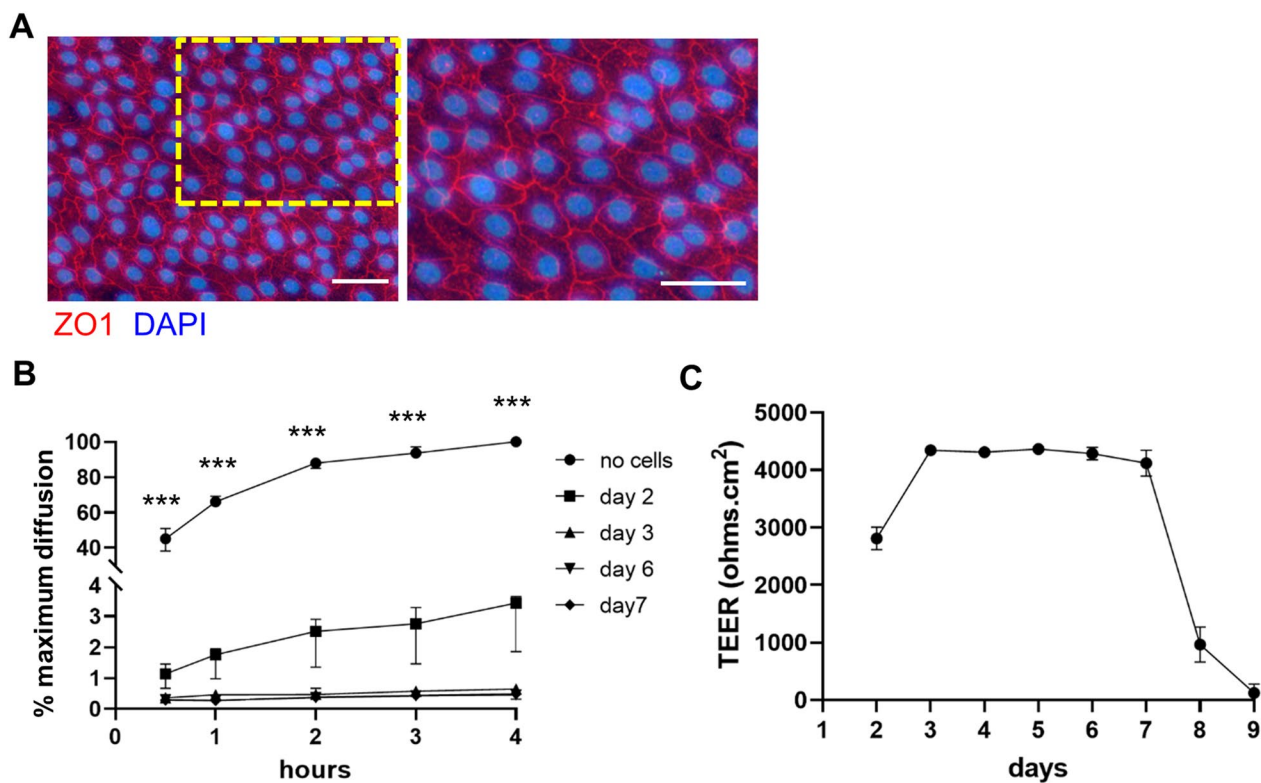 A
ZO1 DAPI
B
% maximum diffusion
100
80
60
40
4
3
2
1
0
*** *** *** *** ***
0 1 2 3 4
hours
no cells
day 2
day 3
day 6
day7
C
TEER (ohms.cm²)
5000
4000
3000
2000
1000
0
1 2 3 4 5 6 7 8 9
days